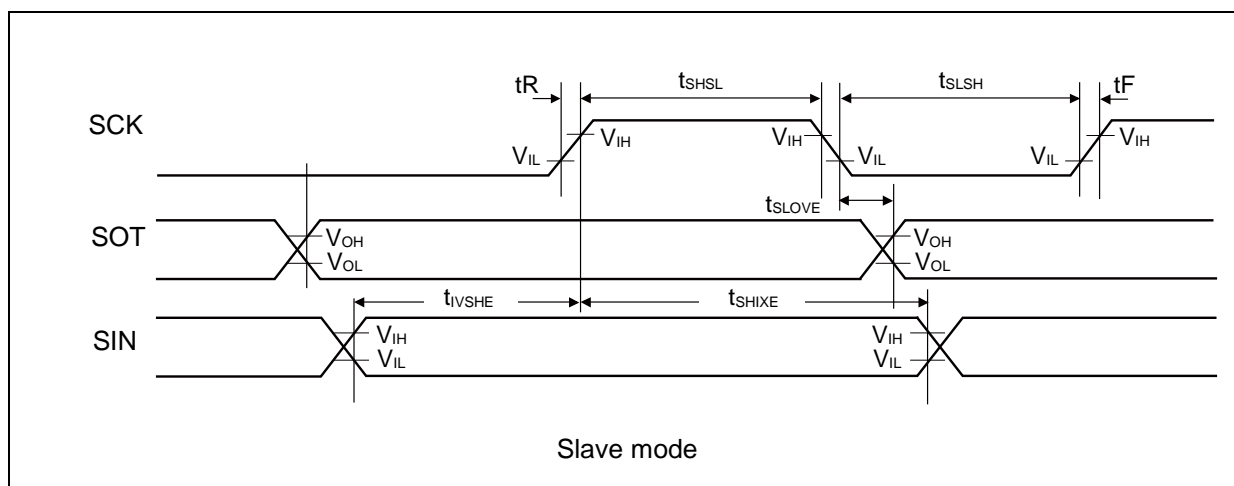 tR tSHSL tSLSH tF
SCK
VIH VIH VIH
VIL VIL VIL
tSLOVE
SOT
VOH VOH
VOL VOL
tIVSHE tSHIXE
SIN
VIH VIH
VIL VIL
Slave mode